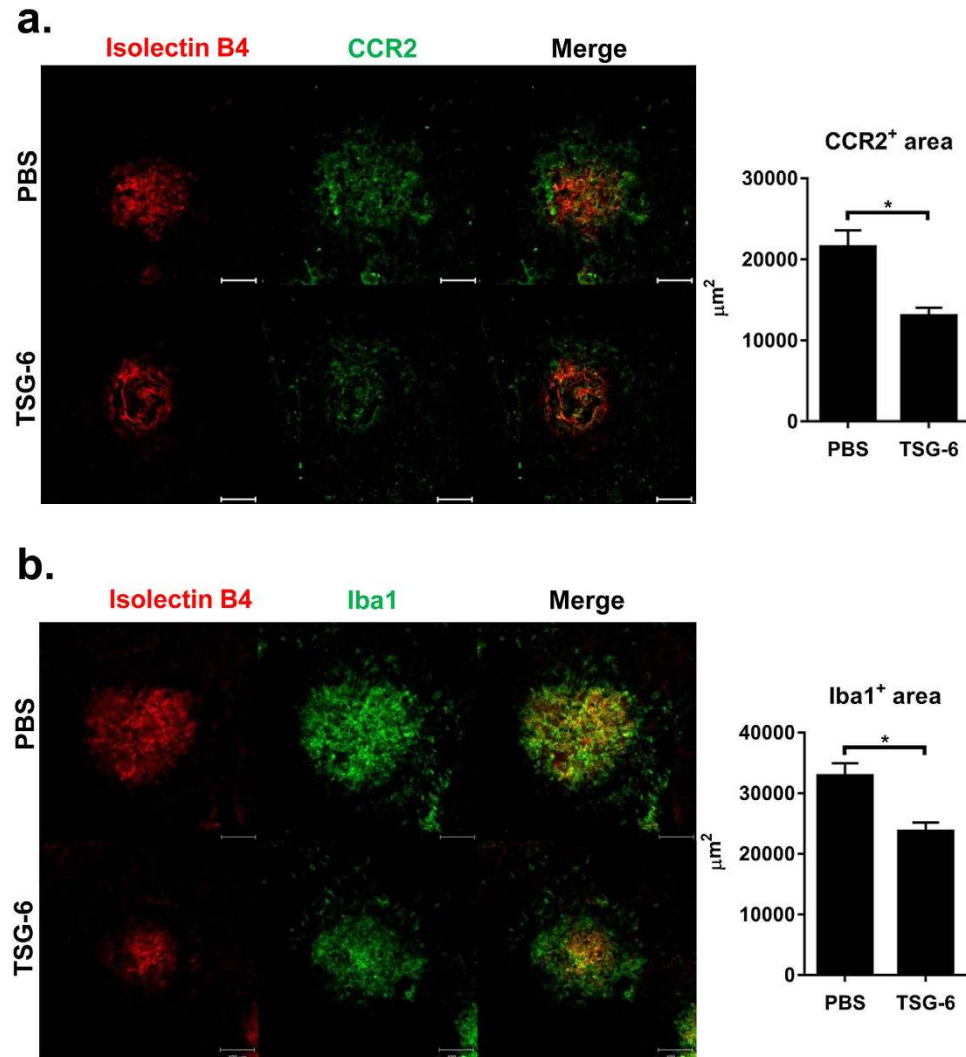 a.
Isolectin B4 CCR2 Merge
PBS
TSG-6
CCR2⁺ area
30000
20000
10000
0
μm²
*
PBS TSG-6
b.
Isolectin B4 Iba1 Merge
PBS
TSG-6
Iba1⁺ area
40000
30000
20000
10000
0
μm²
*
PBS TSG-6